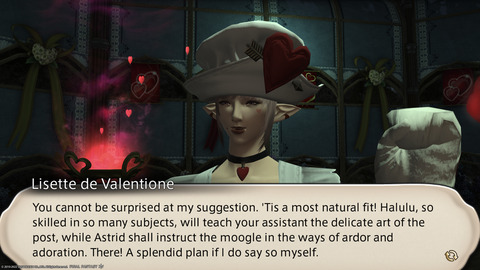 Lisette de Valentione
You cannot be surprised at my suggestion. 'Tis a most natural fit! Halulu, so
skilled in so many subjects, will teach your assistant the delicate art of the
post, while Astrid shall instruct the moogle in the ways of ardor and
adoration. There! A splendid plan if I do say so myself.